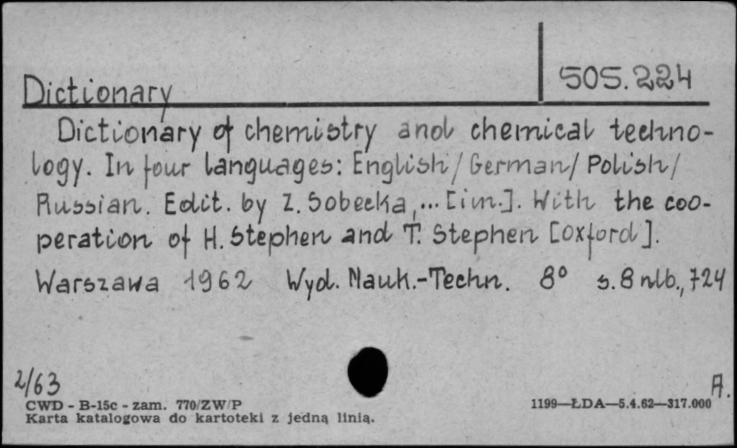 505.224
Dictionary
Dictionary of chemistry and chemical techno-
logy. In four languages: English/German/Polish/
Russian. Edit. by Z. Sobecka,... [i in.]. With the coo-
peration of H. Stephen and T. Stephen [Oxford].
Warszawa 1962 Wyd. Nauk.-Techn. 8° s. 8 nlb., 724
2/63 A.
CWD - B-15c - zam. 770/ZW/P 1199—ŁDA—5.4.62—317.000
Karta katalogowa do kartoteki z jedną linią.